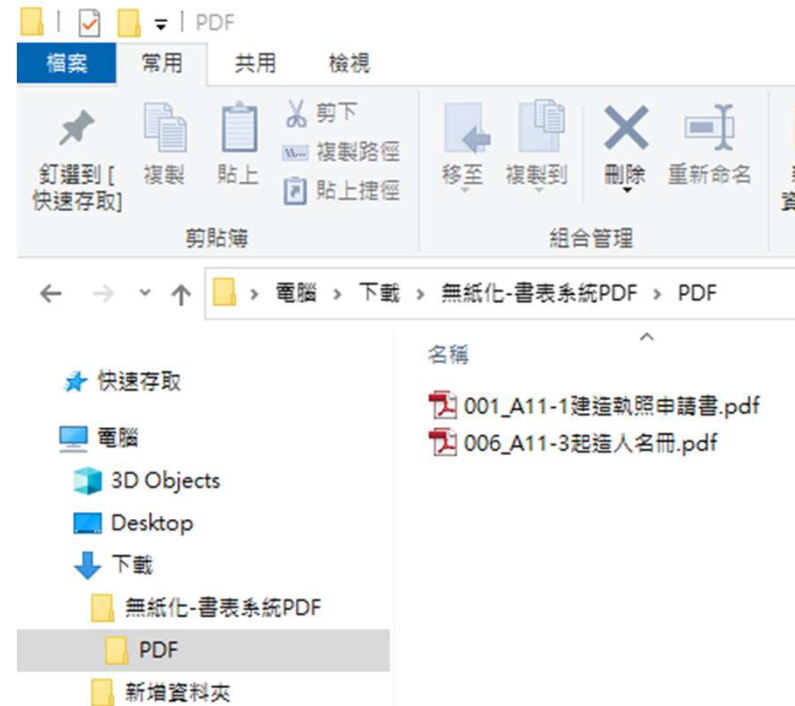 PDF
檔案 常用 共用 檢視
釘選到 [
快速存取]
複製
貼上
剪下
複製路徑
貼上捷徑
移至
複製到
刪除
重新命名
剪貼簿
組合管理
電腦 › 下載 › 無紙化-書表系統PDF › PDF
名稱
001_A11-1建造執照申請書.pdf
006_A11-3起造人名冊.pdf
快速存取
電腦
3D Objects
Desktop
下載
無紙化-書表系統PDF
PDF
新增資料夾